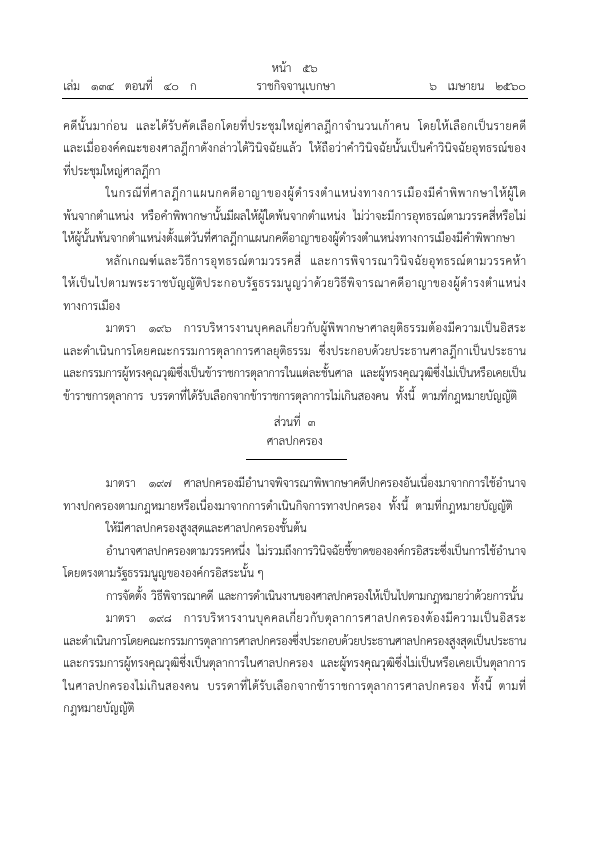 หน้า ๕๖
เล่ม ๑๓๔ ตอนที่ ๔๐ ก ราชกิจจานุเบกษา ๖ เมษายน ๒๕๖๐
คดีนั้นมาก่อน และได้รับคัดเลือกโดยที่ประชุมใหญ่ศาลฎีกาจำนวนเก้าคน โดยให้เลือกเป็นรายคดี
และเมื่อองค์คณะของศาลฎีกาดังกล่าวได้วินิจฉัยแล้ว ให้ถือว่าคำวินิจฉัยนั้นเป็นคำวินิจฉัยอุทธรณ์ของ
ที่ประชุมใหญ่ศาลฎีกา
ในกรณีที่ศาลฎีกาแผนกคดีอาญาของผู้ดำรงตำแหน่งทางการเมืองมีคำพิพากษาให้ผู้ใด
พ้นจากตำแหน่ง หรือคำพิพากษานั้นมีผลให้ผู้ใดพ้นจากตำแหน่ง ไม่ว่าจะมีการอุทธรณ์ตามวรรคสี่หรือไม่
ให้ผู้นั้นพ้นจากตำแหน่งตั้งแต่วันที่ศาลฎีกาแผนกคดีอาญาของผู้ดำรงตำแหน่งทางการเมืองมีคำพิพากษา
หลักเกณฑ์และวิธีการอุทธรณ์ตามวรรคสี่ และการพิจารณาวินิจฉัยอุทธรณ์ตามวรรคห้า
ให้เป็นไปตามพระราชบัญญัติประกอบรัฐธรรมนูญว่าด้วยวิธีพิจารณาคดีอาญาของผู้ดำรงตำแหน่ง
ทางการเมือง
มาตรา ๑๙๖ การบริหารงานบุคคลเกี่ยวกับผู้พิพากษาศาลยุติธรรมต้องมีความเป็นอิสระ
และดำเนินการโดยคณะกรรมการตุลาการศาลยุติธรรม ซึ่งประกอบด้วยประธานศาลฎีกาเป็นประธาน
และกรรมการผู้ทรงคุณวุฒิซึ่งเป็นข้าราชการตุลาการในแต่ละชั้นศาล และผู้ทรงคุณวุฒิซึ่งไม่เป็นหรือเคยเป็น
ข้าราชการตุลาการ บรรดาที่ได้รับเลือกจากข้าราชการตุลาการไม่เกินสองคน ทั้งนี้ ตามที่กฎหมายบัญญัติ
ส่วนที่ ๓
ศาลปกครอง
มาตรา ๑๙๗ ศาลปกครองมีอำนาจพิจารณาพิพากษาคดีปกครองอันเนื่องมาจากการใช้อำนาจ
ทางปกครองตามกฎหมายหรือเนื่องมาจากการดำเนินกิจการทางปกครอง ทั้งนี้ ตามที่กฎหมายบัญญัติ
ให้มีศาลปกครองสูงสุดและศาลปกครองชั้นต้น
อำนาจศาลปกครองตามวรรคหนึ่ง ไม่รวมถึงการวินิจฉัยชี้ขาดขององค์กรอิสระซึ่งเป็นการใช้อำนาจ
โดยตรงตามรัฐธรรมนูญขององค์กรอิสระนั้น ๆ
การจัดตั้ง วิธีพิจารณาคดี และการดำเนินงานของศาลปกครองให้เป็นไปตามกฎหมายว่าด้วยการนั้น
มาตรา ๑๙๘ การบริหารงานบุคคลเกี่ยวกับตุลาการศาลปกครองต้องมีความเป็นอิสระ
และดำเนินการโดยคณะกรรมการตุลาการศาลปกครองซึ่งประกอบด้วยประธานศาลปกครองสูงสุดเป็นประธาน
และกรรมการผู้ทรงคุณวุฒิซึ่งเป็นตุลาการในศาลปกครอง และผู้ทรงคุณวุฒิซึ่งไม่เป็นหรือเคยเป็นตุลาการ
ในศาลปกครองไม่เกินสองคน บรรดาที่ได้รับเลือกจากข้าราชการตุลาการศาลปกครอง ทั้งนี้ ตามที่
กฎหมายบัญญัติ